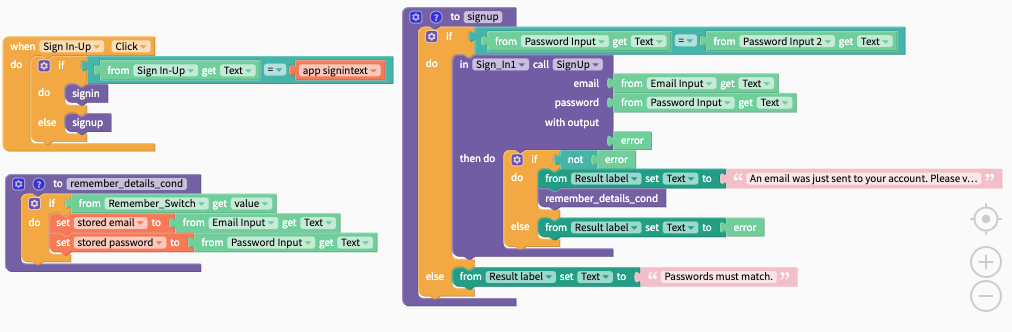 when Sign In-Up Click
do if from Sign In-Up get Text = app signintext
do signin
else signup
? to remember_details_cond
if from Remember_Switch get value
do set stored email to from Email Input get Text
set stored password to from Password Input get Text
? to signup
if from Password Input get Text = from Password Input 2 get Text
do in Sign_In1 call SignUp
email from Email Input get Text
password from Password Input get Text
with output
error
then do if not error
do from Result label set Text to “ An email was just sent to your account. Please v... ”
remember_details_cond
else from Result label set Text to error
else from Result label set Text to “ Passwords must match. ”